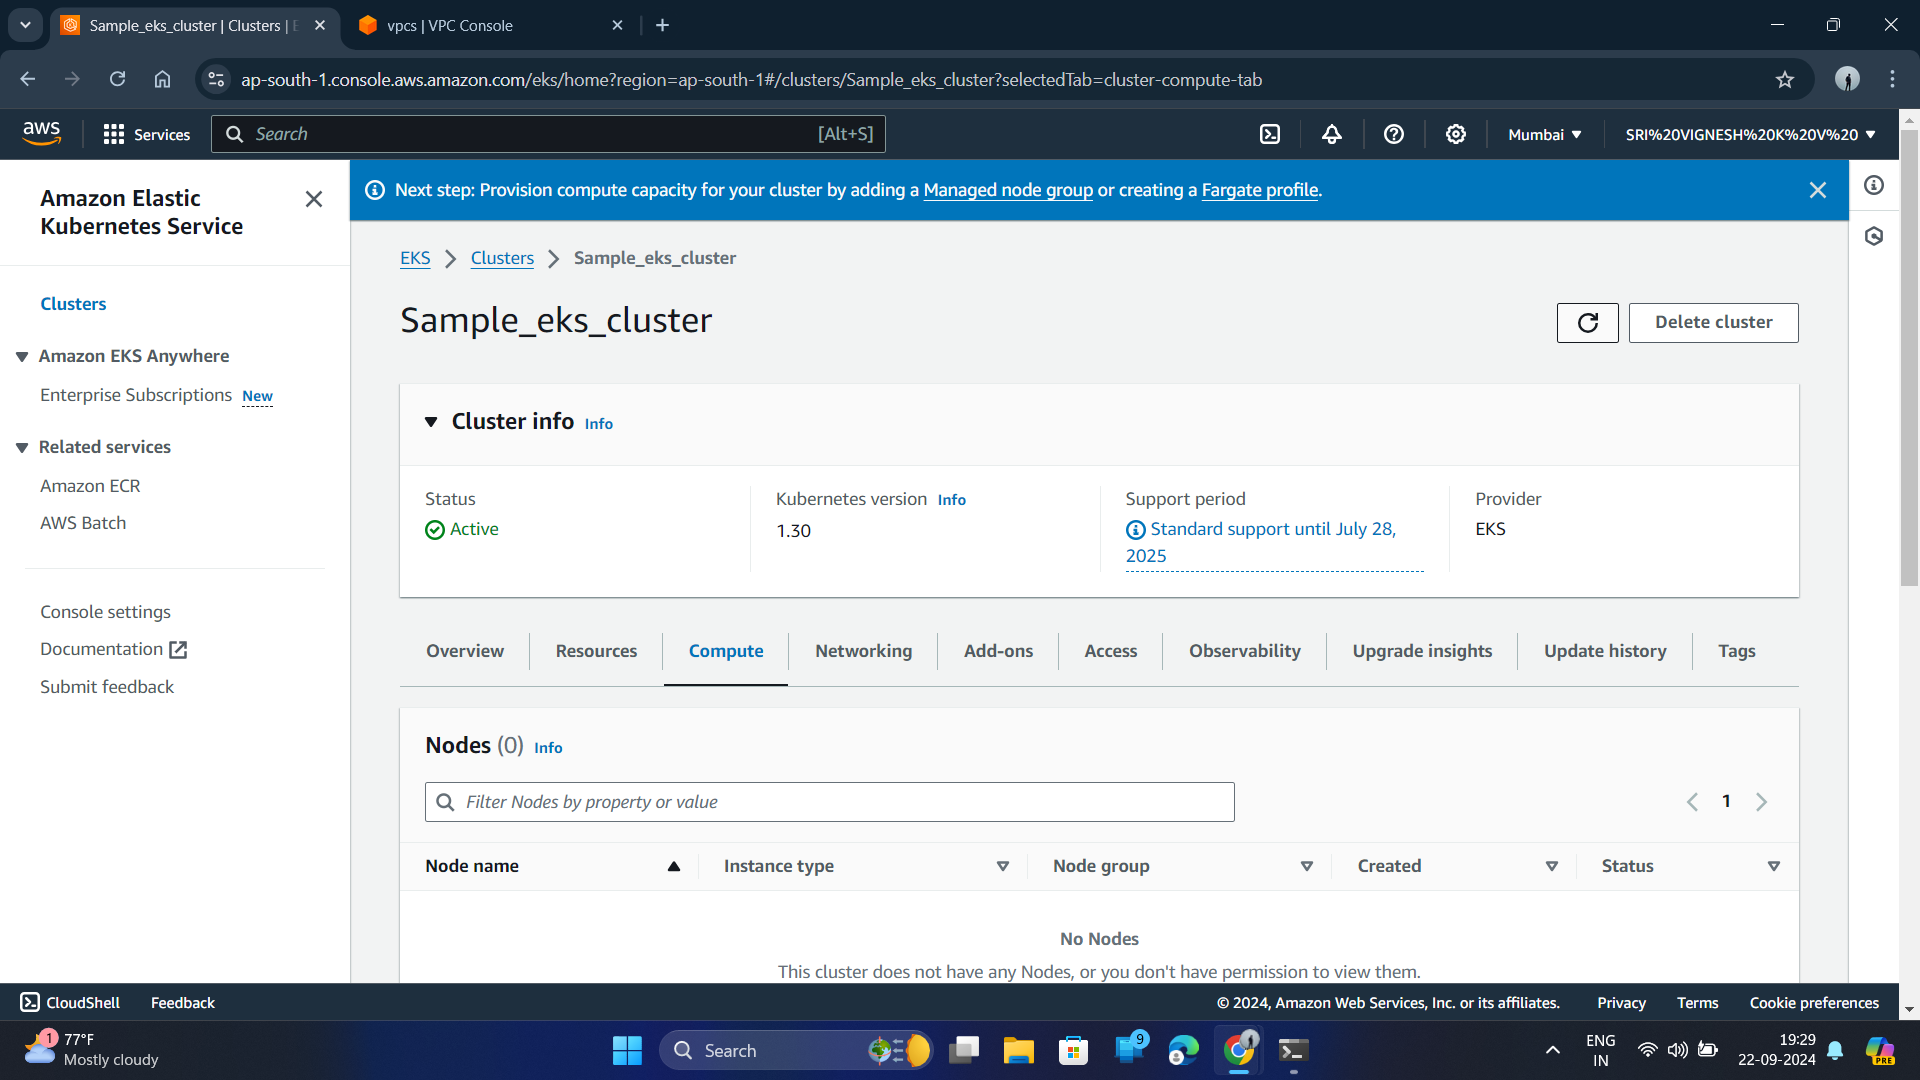 Sample_eks_cluster | Clusters | E
vpcs | VPC Console
ap-south-1.console.aws.amazon.com/eks/home?region=ap-south-1#/clusters/Sample_eks_cluster?selectedTab=cluster-compute-tab
aws
Services
Search
[Alt+S]
Mumbai
SRI%20VIGNESH%20K%20V%20
Amazon Elastic
Kubernetes Service
Clusters
Amazon EKS Anywhere
Enterprise Subscriptions New
Related services
Amazon ECR
AWS Batch
Console settings
Documentation
Submit feedback
Next step: Provision compute capacity for your cluster by adding a Managed node group or creating a Fargate profile.
EKS
Clusters
Sample_eks_cluster
Sample_eks_cluster
Delete cluster
Cluster info Info
Status
Active
Kubernetes version Info
1.30
Support period
Standard support until July 28,
2025
Provider
EKS
Overview
Resources
Compute
Networking
Add-ons
Access
Observability
Upgrade insights
Update history
Tags
Nodes (0) Info
Filter Nodes by property or value
1
Node name
Instance type
Node group
Created
Status
No Nodes
This cluster does not have any Nodes, or you don't have permission to view them.
CloudShell
Feedback
© 2024, Amazon Web Services, Inc. or its affiliates.
Privacy
Terms
Cookie preferences
1
77°F
Mostly cloudy
Search
9
ENG
IN
19:29
22-09-2024
PRE